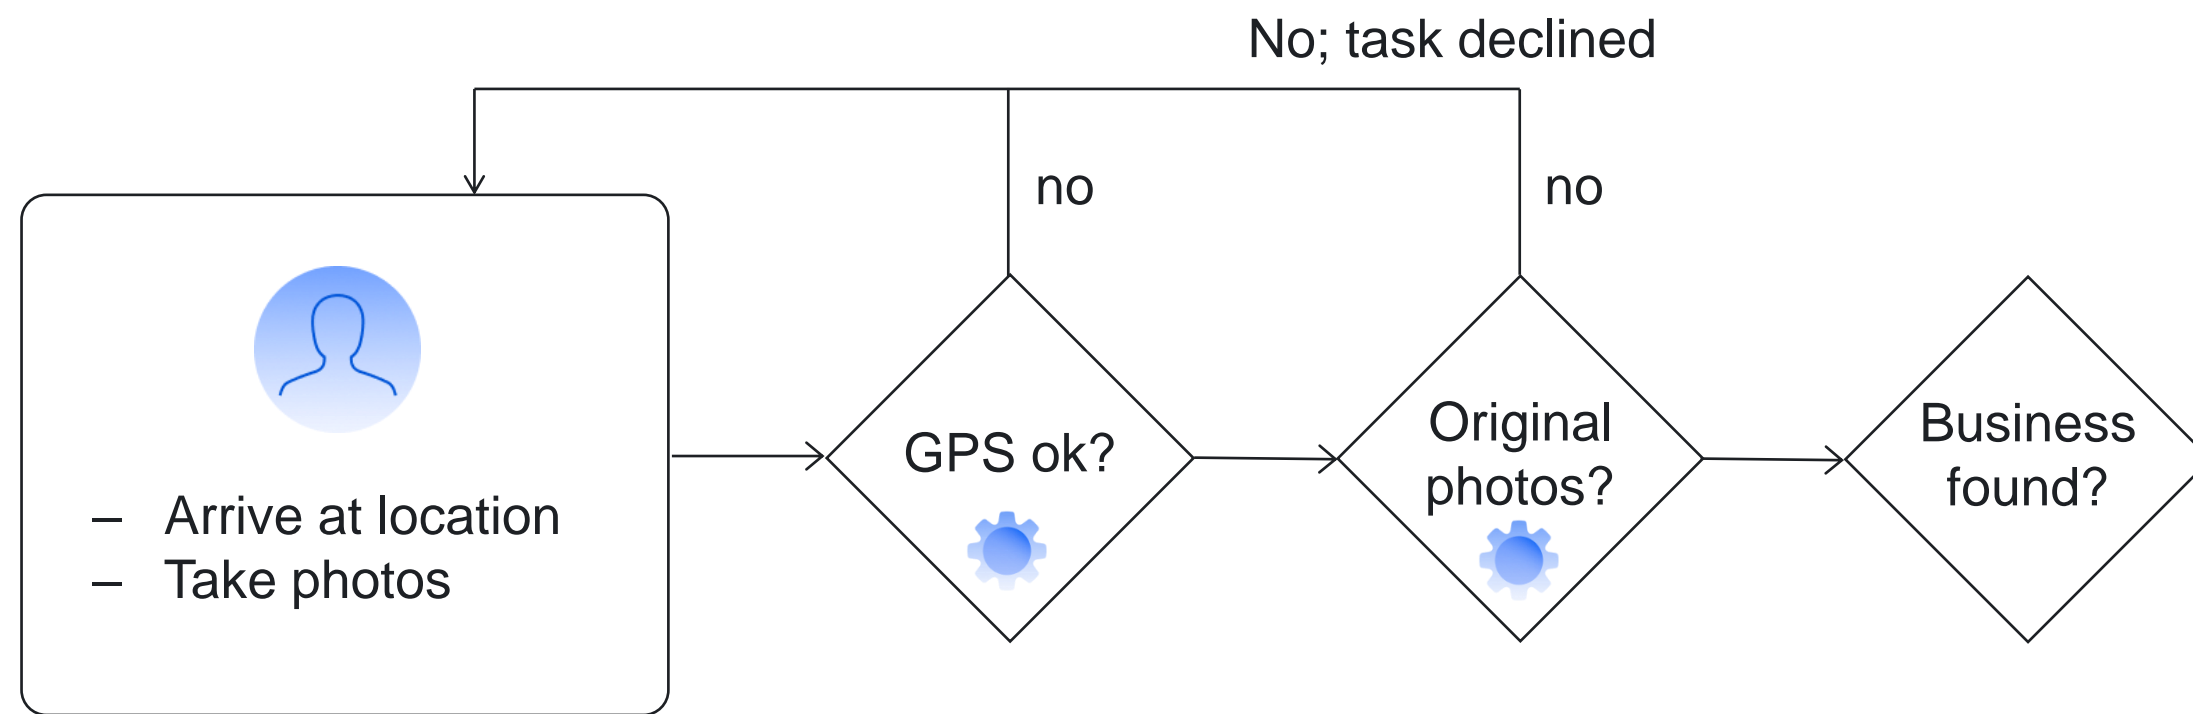 No; task declined
no
no
– Arrive at location
– Take photos
GPS ok?
Original
photos?
Business
found?